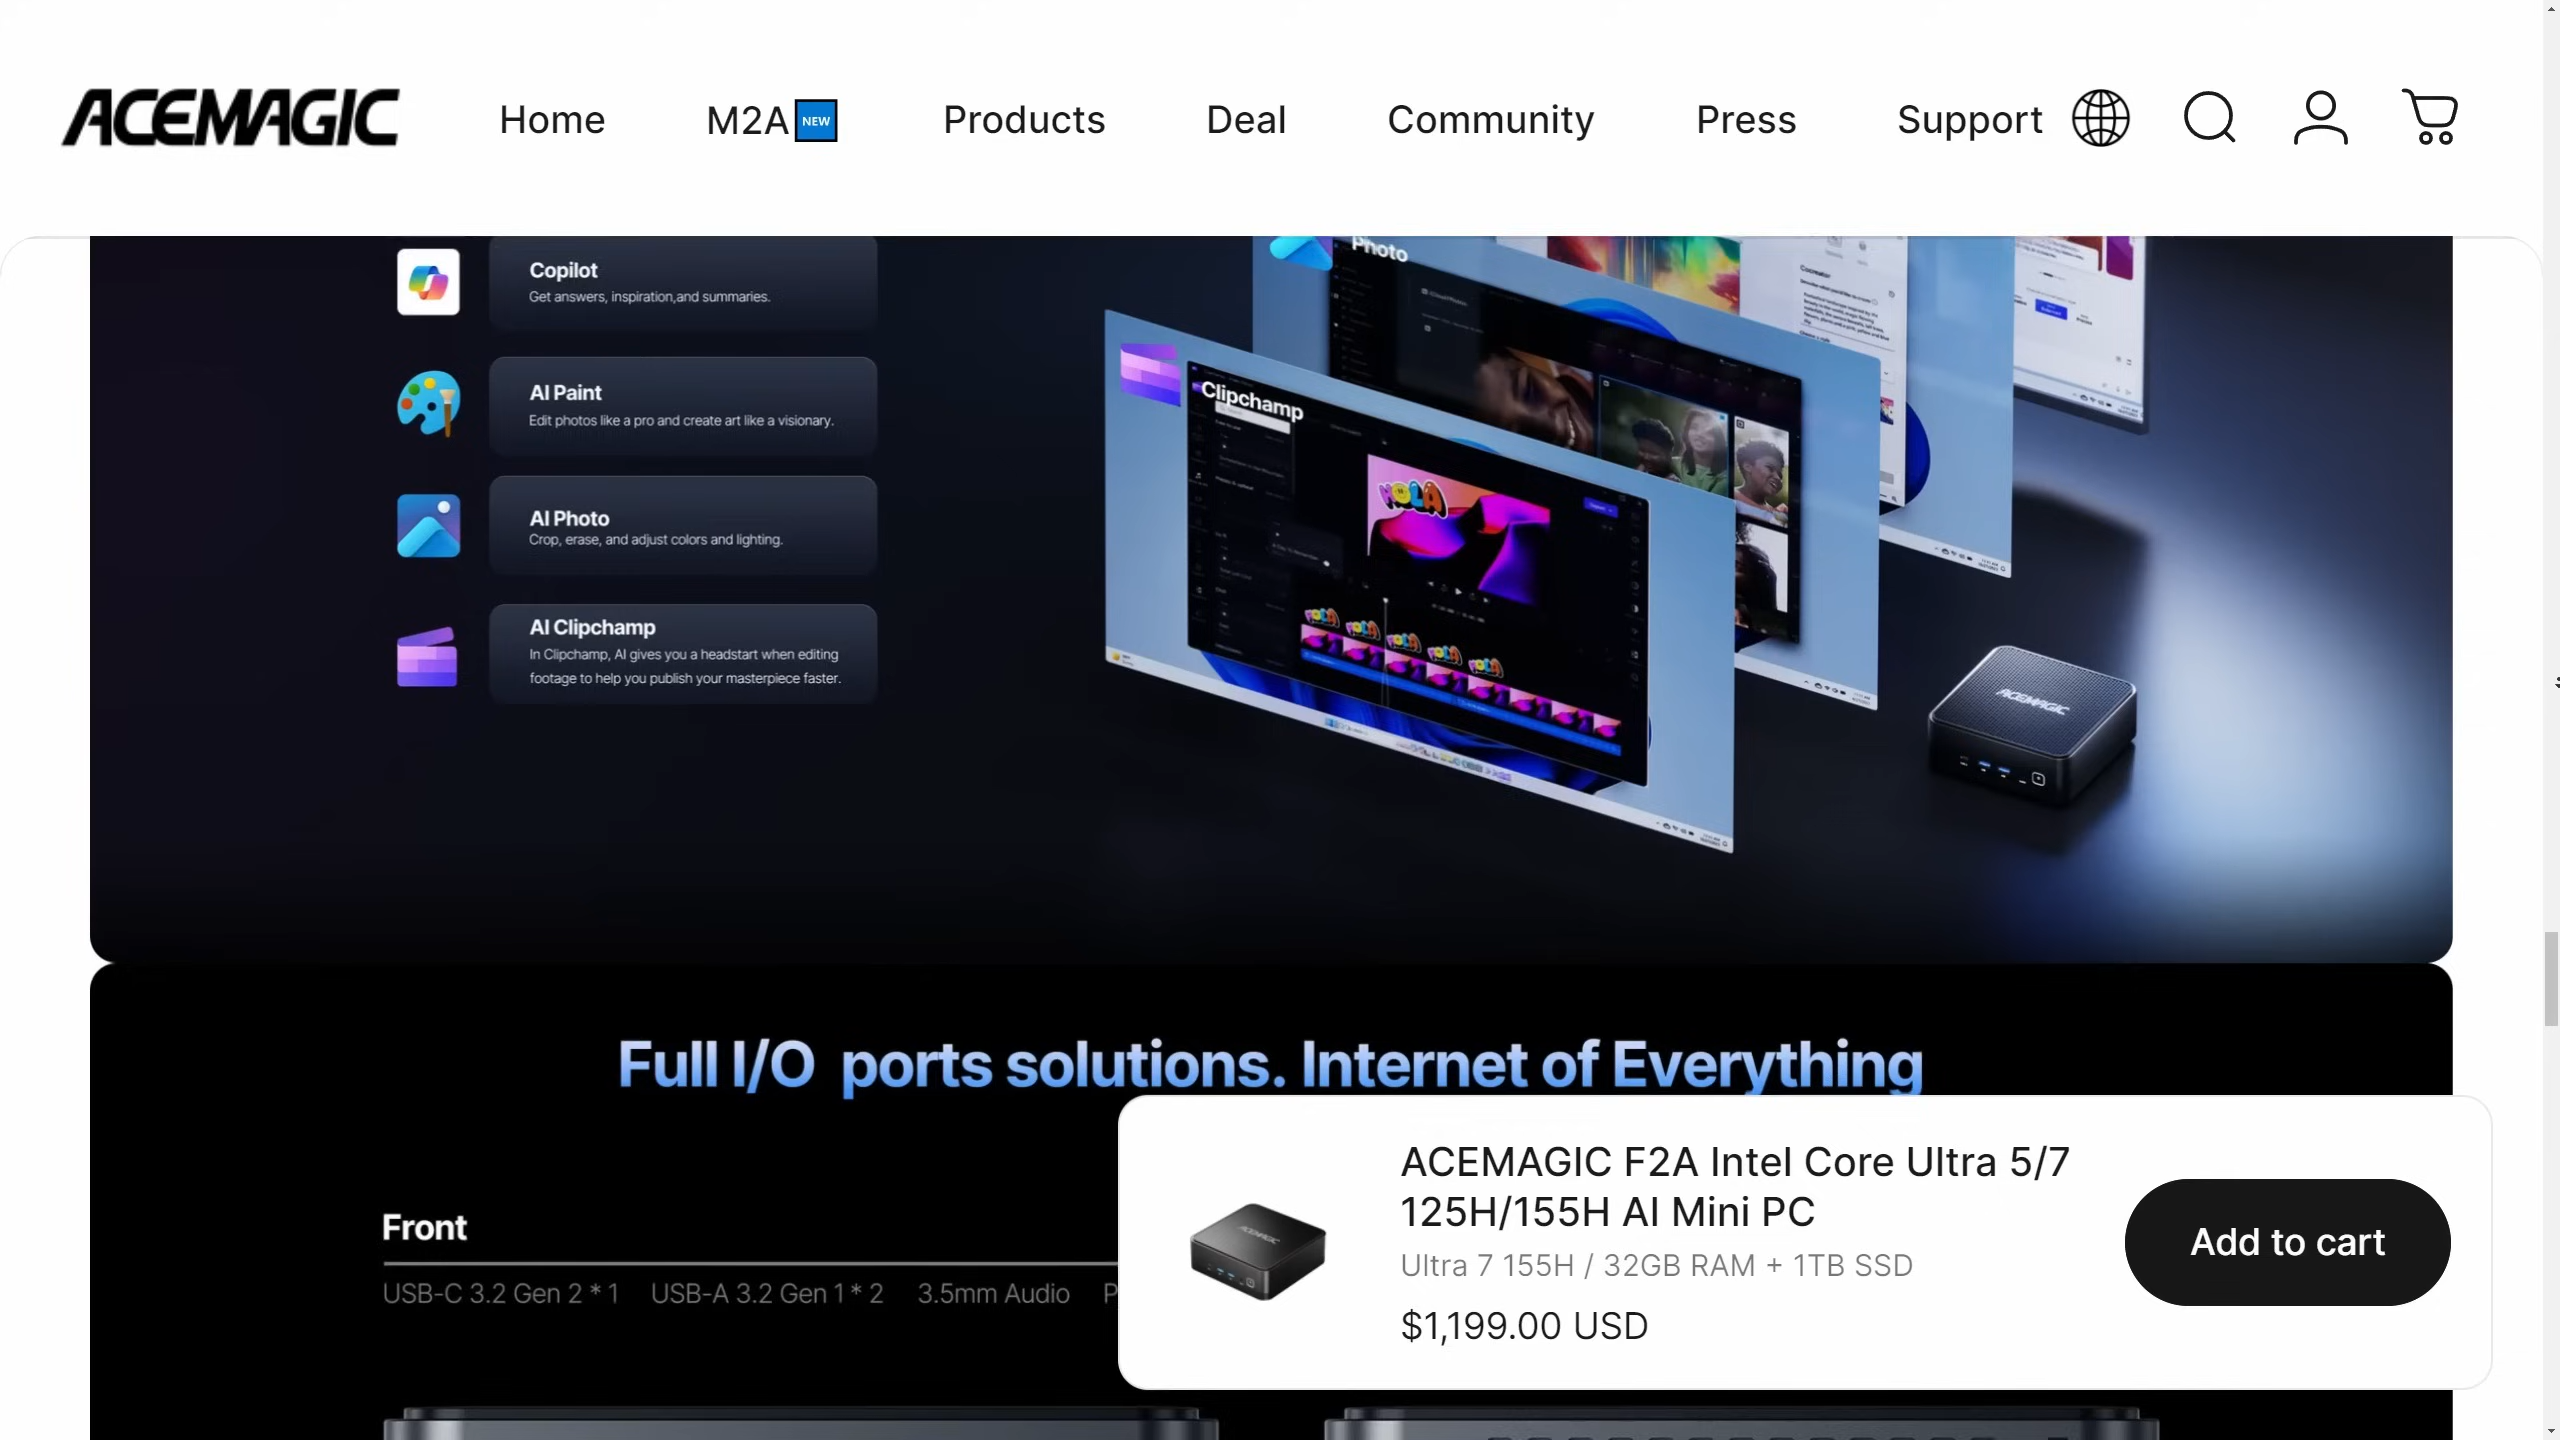 ACEMAGIC
Home
M2A NEW
Products
Deal
Community
Press
Support
Copilot
Get answers, inspiration,and summaries.
AI Paint
Edit photos like a pro and create art like a visionary.
AI Photo
Crop, erase, and adjust colors and lighting.
AI Clipchamp
In Clipchamp, AI gives you a headstart when editing
footage to help you publish your masterpiece faster.
Photo
Cocreator
Clipchamp
HOLA
ACEMAGIC
Full I/O ports solutions. Internet of Everything
Front
USB-C 3.2 Gen 2 * 1 USB-A 3.2 Gen 1 * 2 3.5mm Audio P
ACEMAGIC F2A Intel Core Ultra 5/7
125H/155H AI Mini PC
Ultra 7 155H / 32GB RAM + 1TB SSD
$1,199.00 USD
Add to cart
ACEMAGIC